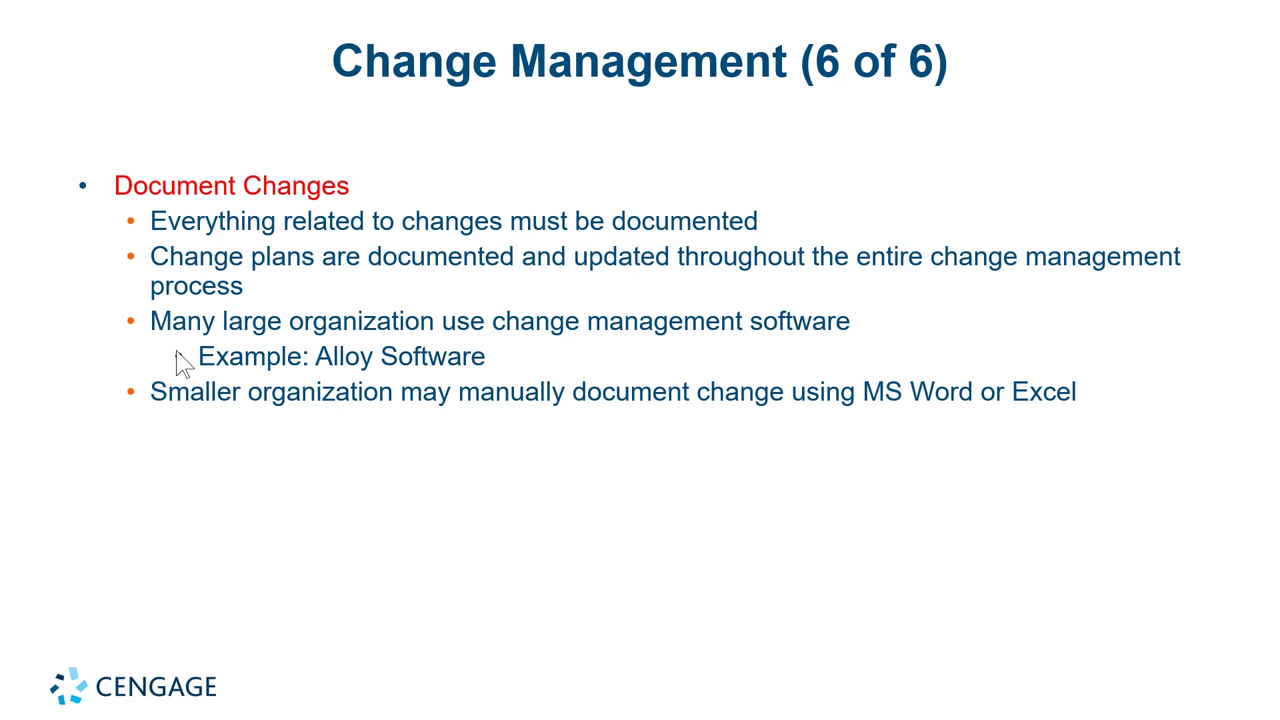 Change Management (6 of 6)
• Document Changes
• Everything related to changes must be documented
• Change plans are documented and updated throughout the entire change management
process
• Many large organization use change management software
Example: Alloy Software
• Smaller organization may manually document change using MS Word or Excel
CENGAGE